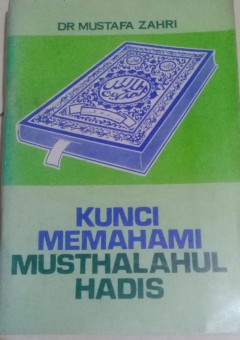 DR MUSTAFA ZAHRI
KUNCI
MEMAHAMI
MUSTHALAHUL
HADIS